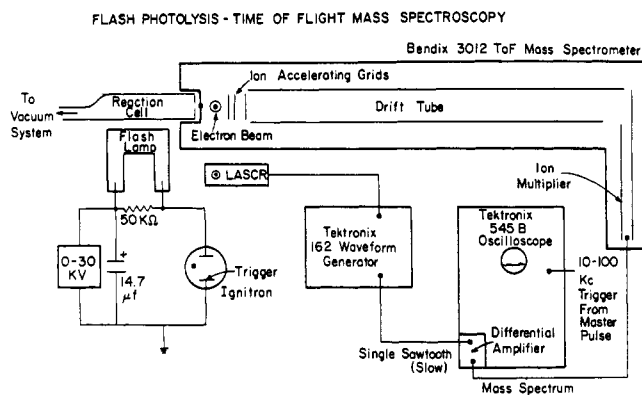 FLASH PHOTOLYSIS - TIME OF FLIGHT MASS SPECTROSCOPY
Bendix 3012 ToF Mass Spectrometer
Ion Accelerating Grids
To
Vacuum
System
Reaction
Cell
Drift Tube
Electron Beam
Flash
Lamp
Ion
Multiplier
LASCR
50KΩ
Tektronix
162 Waveform
Generator
Tektronix
545 B
Oscilloscope
0-30
KV
+
14.7
μf
Trigger
Ignitron
10-100
Kc
Trigger
From
Master
Pulse
Differential
Amplifier
Single Sawtooth
(Slow)
Mass Spectrum